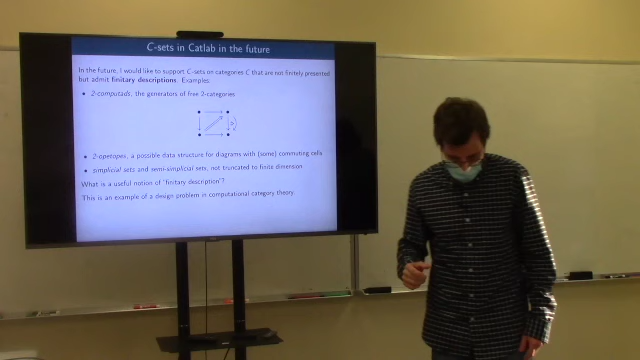 C-sets in Catlab in the future
In the future, I would like to support C-sets on categories C that are not finitely presented
but admit finitary descriptions. Examples:
• 2-computads, the generators of free 2-categories
• 2-opetopes, a possible data structure for diagrams with (some) commuting cells
• simplicial sets and semi-simplicial sets, not truncated to finite dimension
What is a useful notion of "finitary description"?
This is an example of a design problem in computational category theory